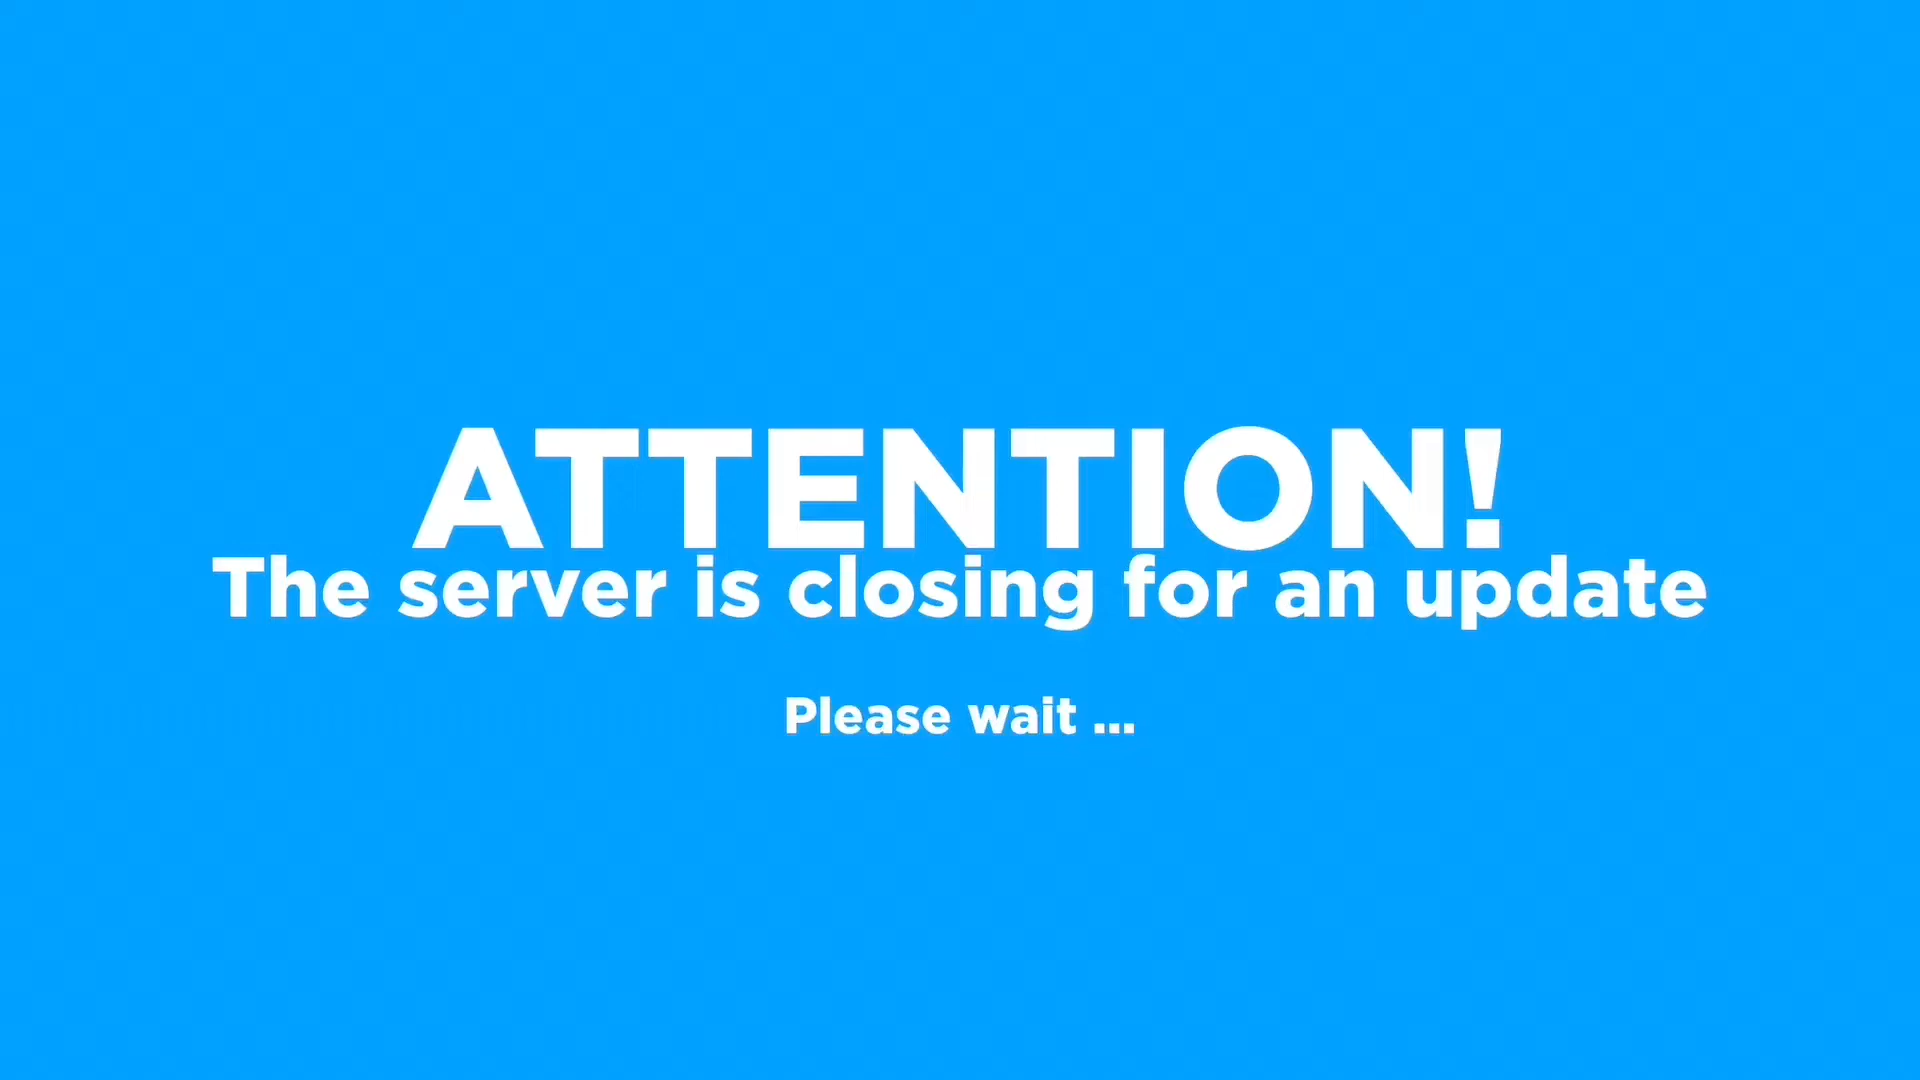 ATTENTION!
The server is closing for an update
Please wait ...